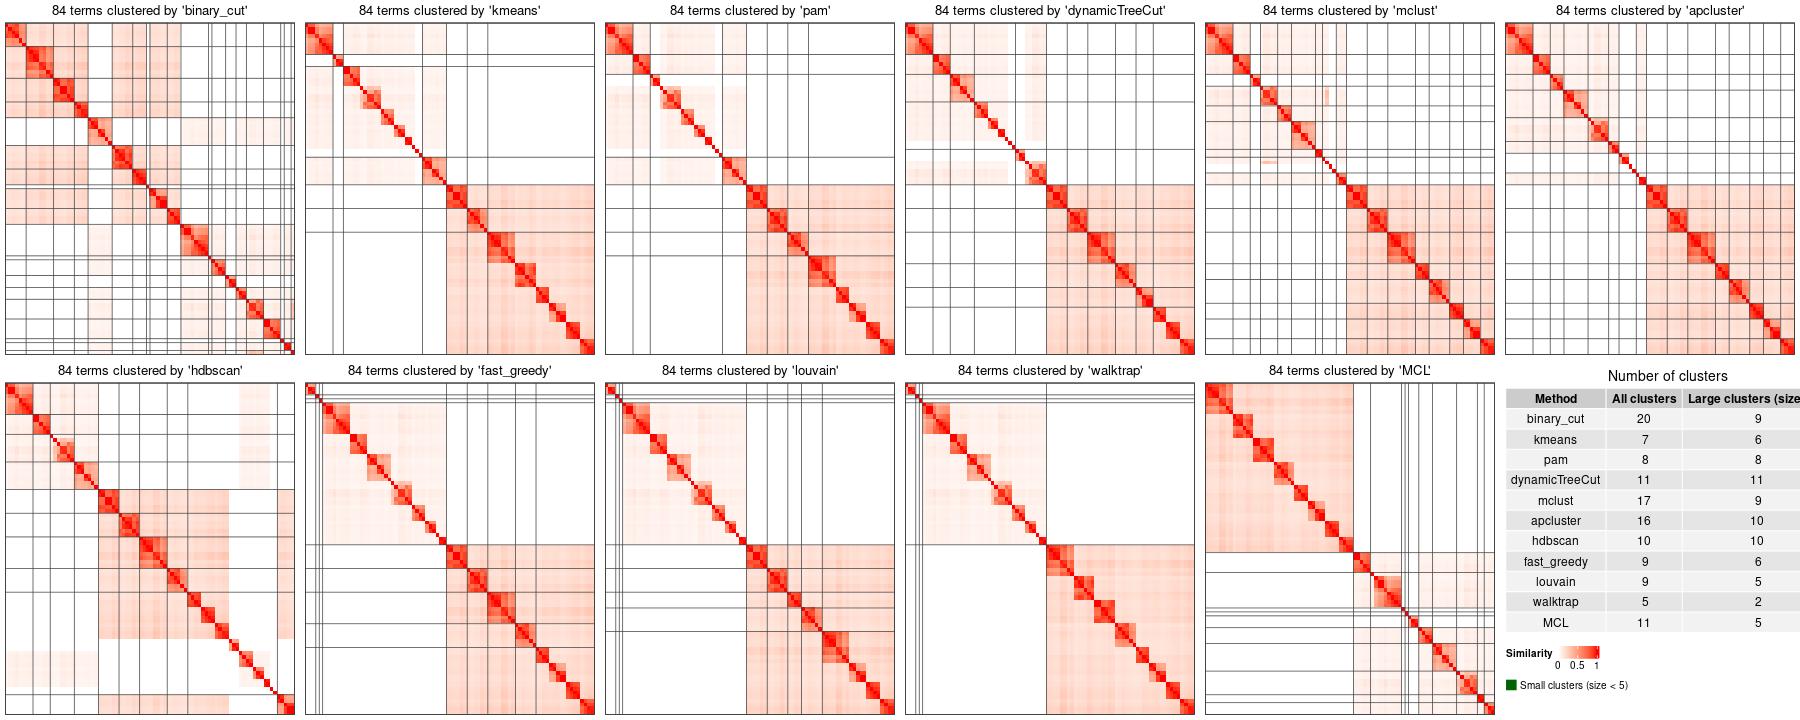 84 terms clustered by 'binary_cut'
84 terms clustered by 'kmeans'
84 terms clustered by 'pam'
84 terms clustered by 'dynamicTreeCut'
84 terms clustered by 'mclust'
84 terms clustered by 'apcluster'
84 terms clustered by 'hdbscan'
84 terms clustered by 'fast_greedy'
84 terms clustered by 'louvain'
84 terms clustered by 'walktrap'
84 terms clustered by 'MCL'
Number of clusters
Method All clusters Large clusters (size
binary_cut 20 9
kmeans 7 6
pam 8 8
dynamicTreeCut 11 11
mclust 17 9
apcluster 16 10
hdbscan 10 10
fast_greedy 9 6
louvain 9 5
walktrap 5 2
MCL 11 5
Similarity
0 0.5 1
Small clusters (size < 5)